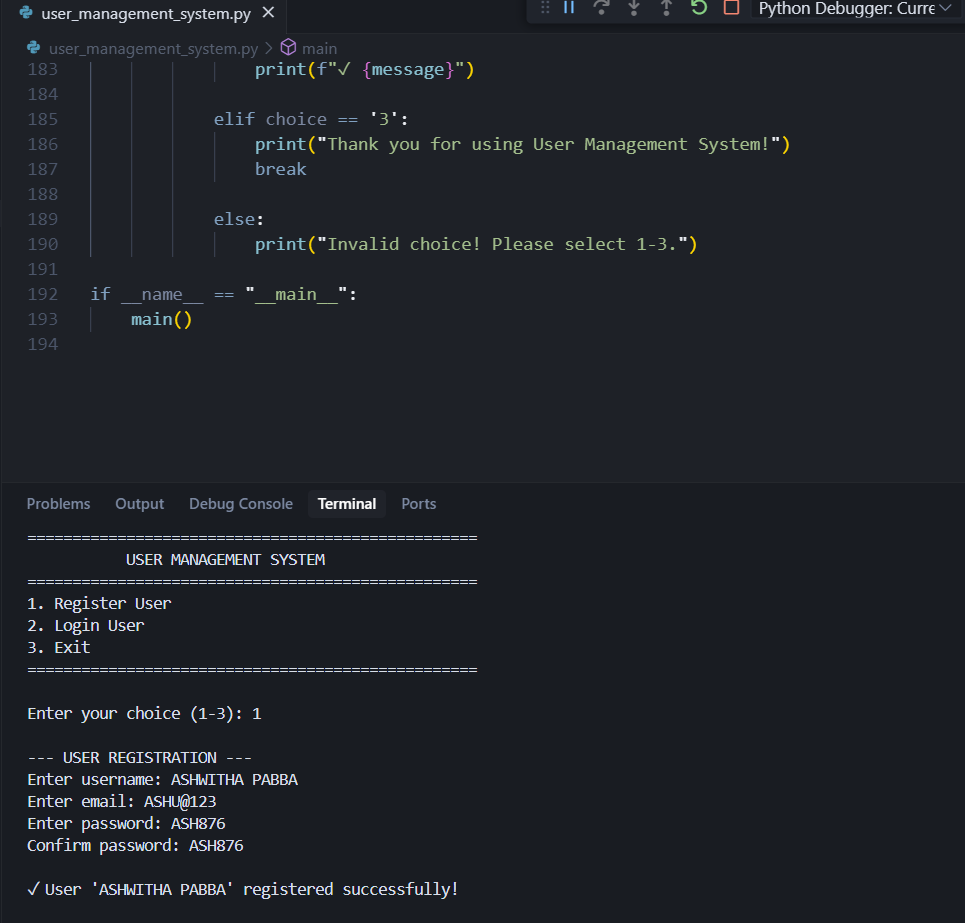 user_management_system.py
Python Debugger: Curre
user_management_system.py > main
183 print(f"✓ {message}")
184
185 elif choice == '3':
186 print("Thank you for using User Management System!")
187 break
188
189 else:
190 print("Invalid choice! Please select 1-3.")
191
192 if __name__ == "__main__":
193 main()
194
Problems Output Debug Console Terminal Ports
==================================================
USER MANAGEMENT SYSTEM
==================================================
1. Register User
2. Login User
3. Exit
==================================================
Enter your choice (1-3): 1
--- USER REGISTRATION ---
Enter username: ASHWITHA PABBA
Enter email: ASHU@123
Enter password: ASH876
Confirm password: ASH876
✓ User 'ASHWITHA PABBA' registered successfully!